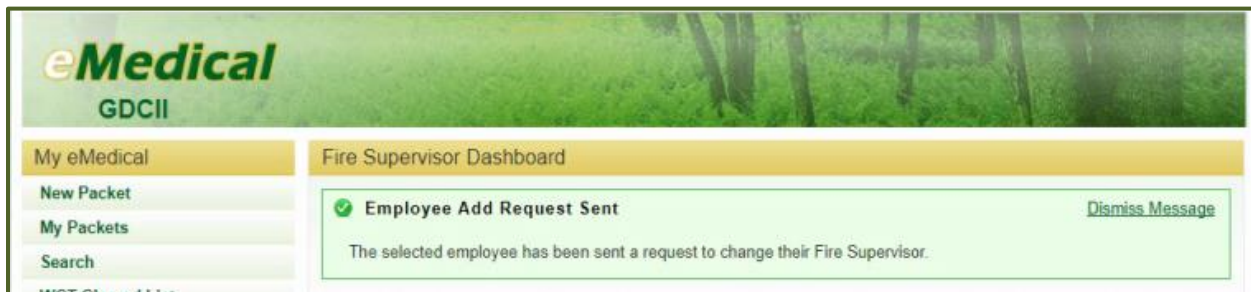 eMedical
GDCII
My eMedical
Fire Supervisor Dashboard
New Packet
My Packets
Search
Employee Add Request Sent
Dismiss Message
The selected employee has been sent a request to change their Fire Supervisor.